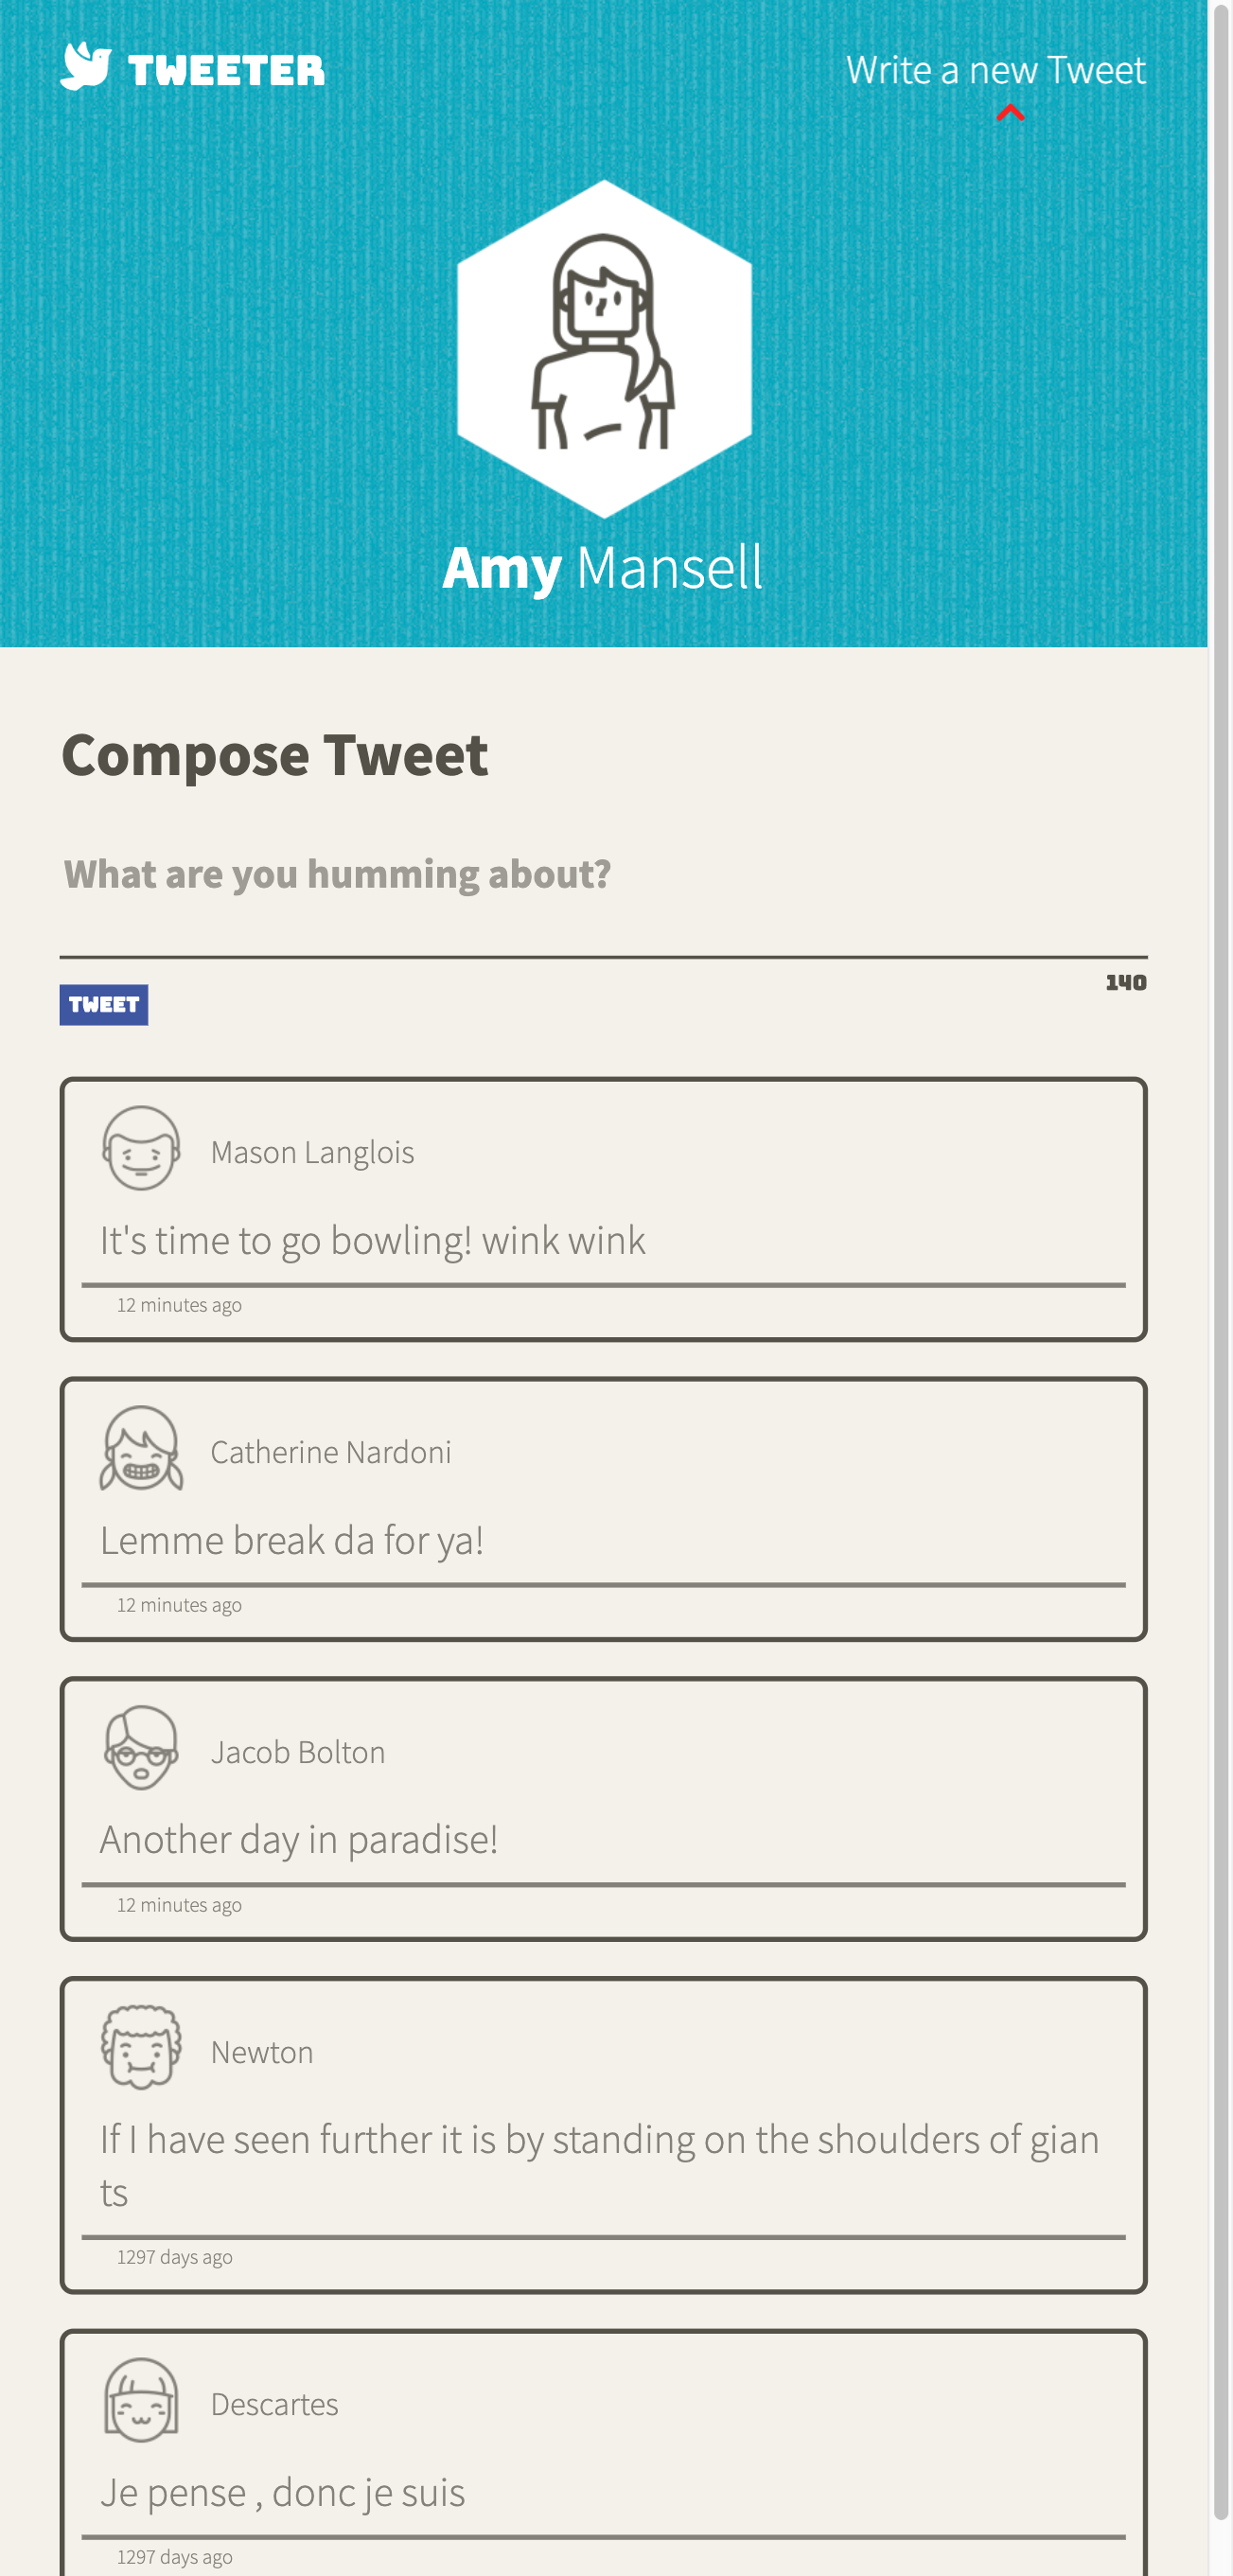 TWEETER
Write a new Tweet
Amy Mansell
Compose Tweet
What are you humming about?
140
TWEET
Mason Langlois
It's time to go bowling! wink wink
12 minutes ago
Catherine Nardoni
Lemme break da for ya!
12 minutes ago
Jacob Bolton
Another day in paradise!
12 minutes ago
Newton
If I have seen further it is by standing on the shoulders of gian
ts
1297 days ago
Descartes
Je pense , donc je suis
1297 days ago